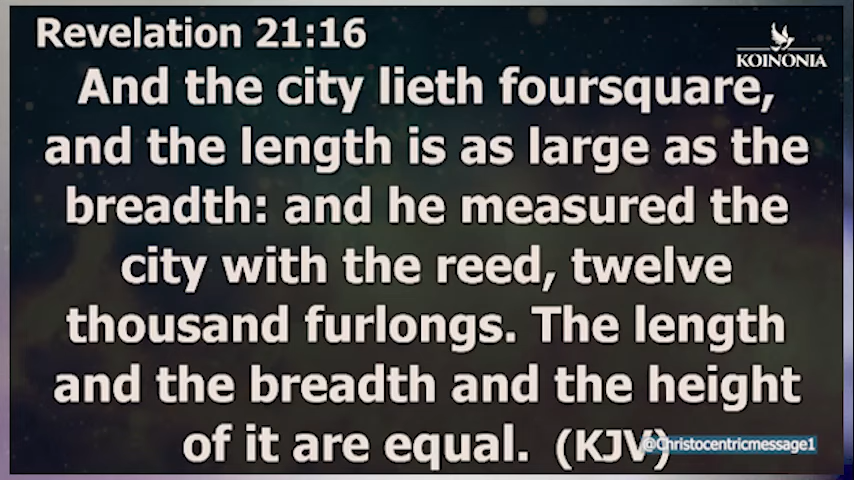 Revelation 21:16
KOINONIA
And the city lieth foursquare,
and the length is as large as the
breadth: and he measured the
city with the reed, twelve
thousand furlongs. The length
and the breadth and the height
of it are equal. (KJV)
@Christocentricmessage1